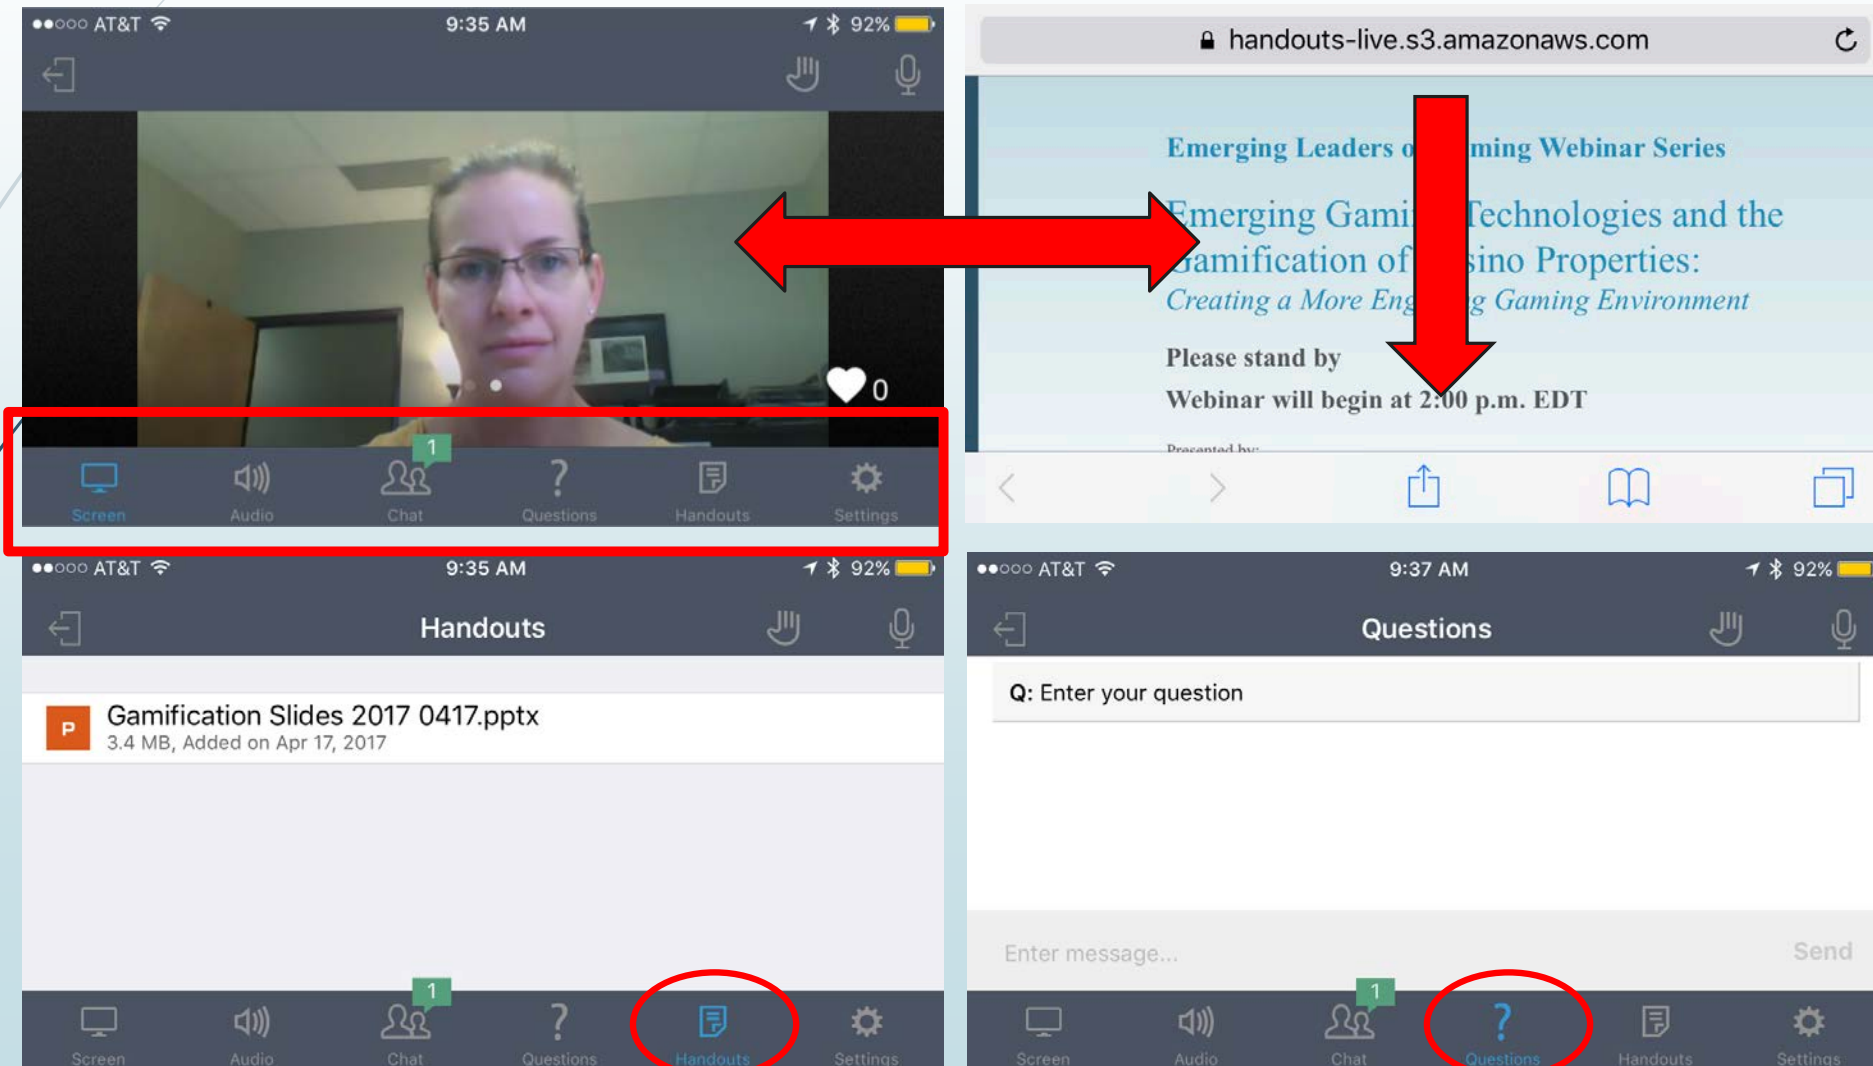 AT&T 9:35 AM 92%
0
1
Screen Audio Chat Questions Handouts Settings
handouts-live.s3.amazonaws.com
Emerging Leaders o ming Webinar Series
Emerging Gami Technologies and the
Gamification of sino Properties:
Creating a More Eng g Gaming Environment
Please stand by
Webinar will begin at 2:00 p.m. EDT
Presented by:
AT&T 9:35 AM 92%
Handouts
P
Gamification Slides 2017 0417.pptx
3.4 MB, Added on Apr 17, 2017
1
Screen Audio Chat Questions Handouts Settings
AT&T 9:37 AM 92%
Questions
Q: Enter your question
Enter message... Send
1
Screen Audio Chat Questions Handouts Settings